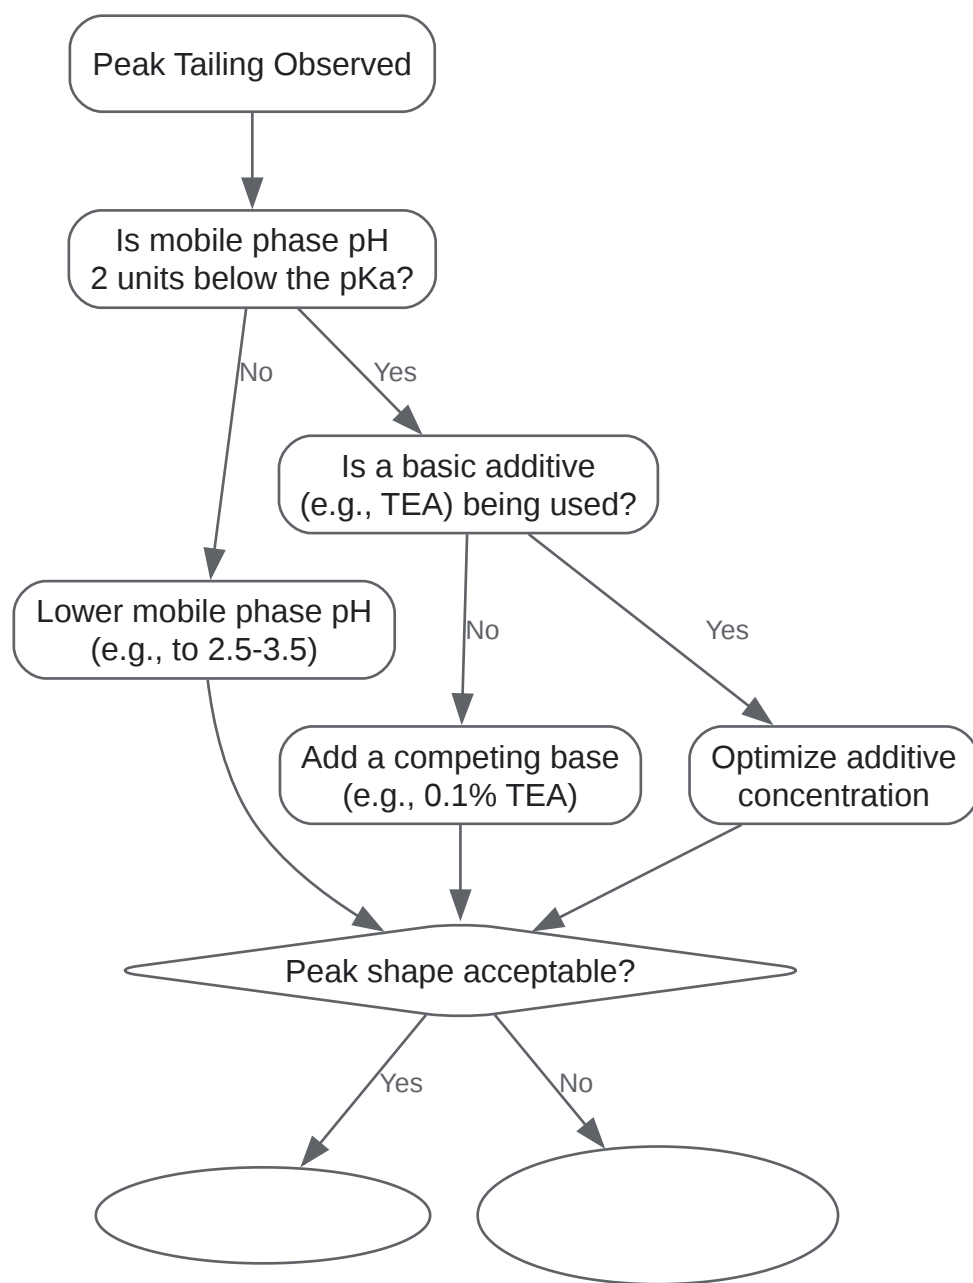 Peak Tailing Observed
Is mobile phase pH
2 units below the pKa?
No
Yes
Is a basic additive
(e.g., TEA) being used?
Lower mobile phase pH
(e.g., to 2.5-3.5)
No
Yes
Add a competing base
(e.g., 0.1% TEA)
Optimize additive
concentration
Peak shape acceptable?
Yes
No